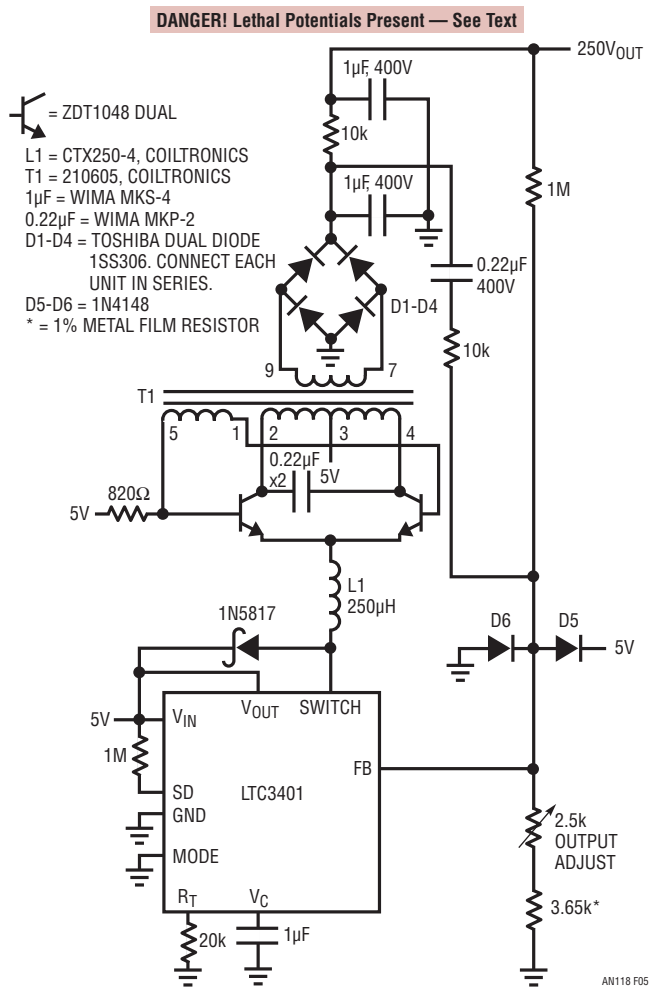 DANGER! Lethal Potentials Present — See Text
250VOUT
1µF, 400V
= ZDT1048 DUAL
10k
L1 = CTX250-4, COILTRONICS
T1 = 210605, COILTRONICS
1µF = WIMA MKS-4
0.22µF = WIMA MKP-2
D1-D4 = TOSHIBA DUAL DIODE
1SS306. CONNECT EACH
UNIT IN SERIES.
D5-D6 = 1N4148
* = 1% METAL FILM RESISTOR
1µF, 400V
1M
0.22µF
400V
D1-D4
10k
9
7
T1
5
1
2
3
4
0.22µF
x2
5V
820Ω
5V
L1
250µH
1N5817
D6
D5
5V
5V
VIN
VOUT
SWITCH
1M
FB
SD
LTC3401
GND
MODE
2.5k
OUTPUT
ADJUST
RT
VC
3.65k*
20k
1µF
AN118 F05